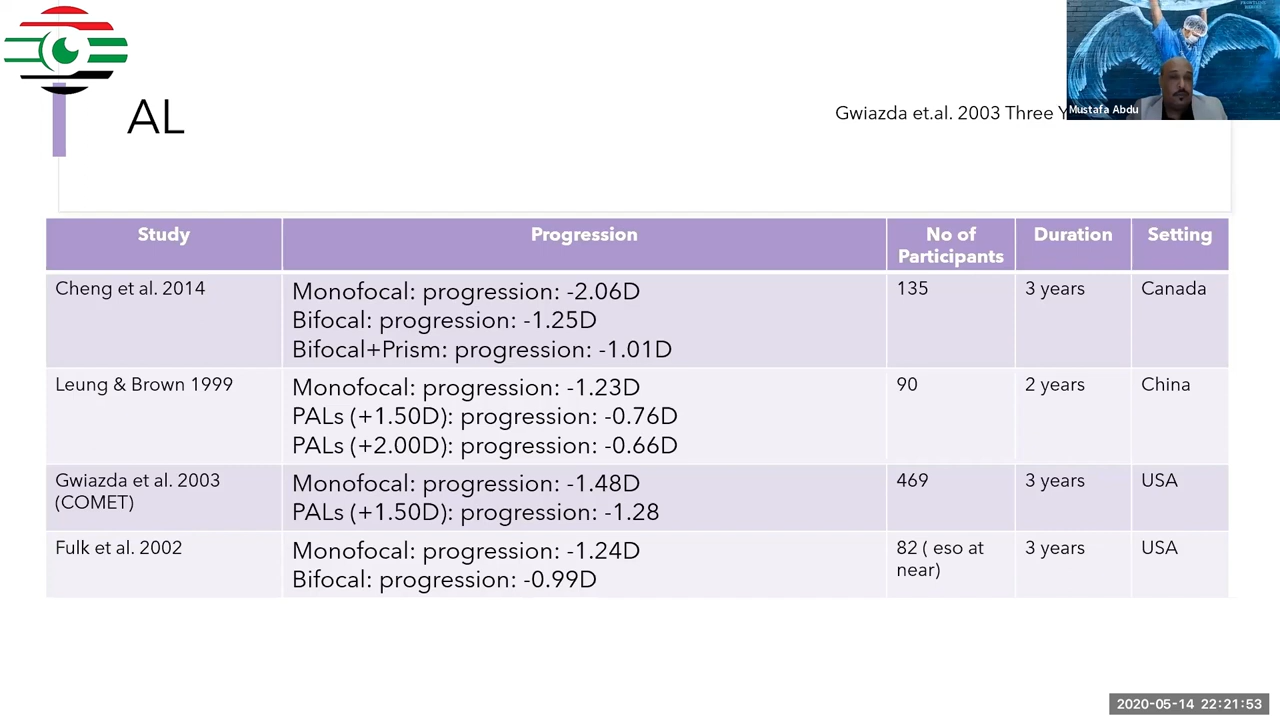 AL
Gwiazda et.al. 2003 Three
Mustafa Abdu
Study Progression No of Participants Duration Setting
Cheng et al. 2014 Monofocal: progression: -2.06D 135 3 years Canada
Bifocal: progression: -1.25D
Bifocal+Prism: progression: -1.01D
Leung & Brown 1999 Monofocal: progression: -1.23D 90 2 years China
PALs (+1.50D): progression: -0.76D
PALs (+2.00D): progression: -0.66D
Gwiazda et al. 2003 Monofocal: progression: -1.48D 469 3 years USA
(COMET) PALs (+1.50D): progression: -1.28
Fulk et al. 2002 Monofocal: progression: -1.24D 82 ( eso at 3 years USA
Bifocal: progression: -0.99D near)
2020-05-14 22:21:53